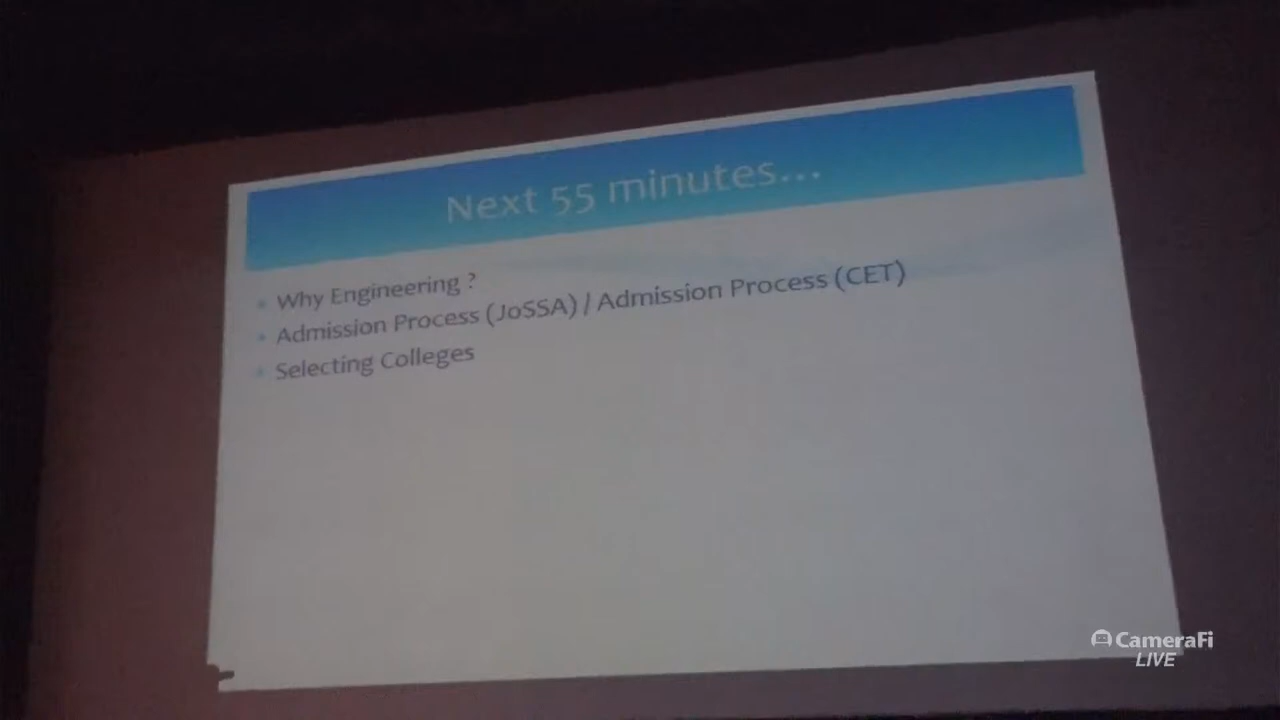 Next 55 minutes...
Why Engineering ?
Admission Process (JoSSA) / Admission Process (CET)
Selecting Colleges
CameraFi
LIVE